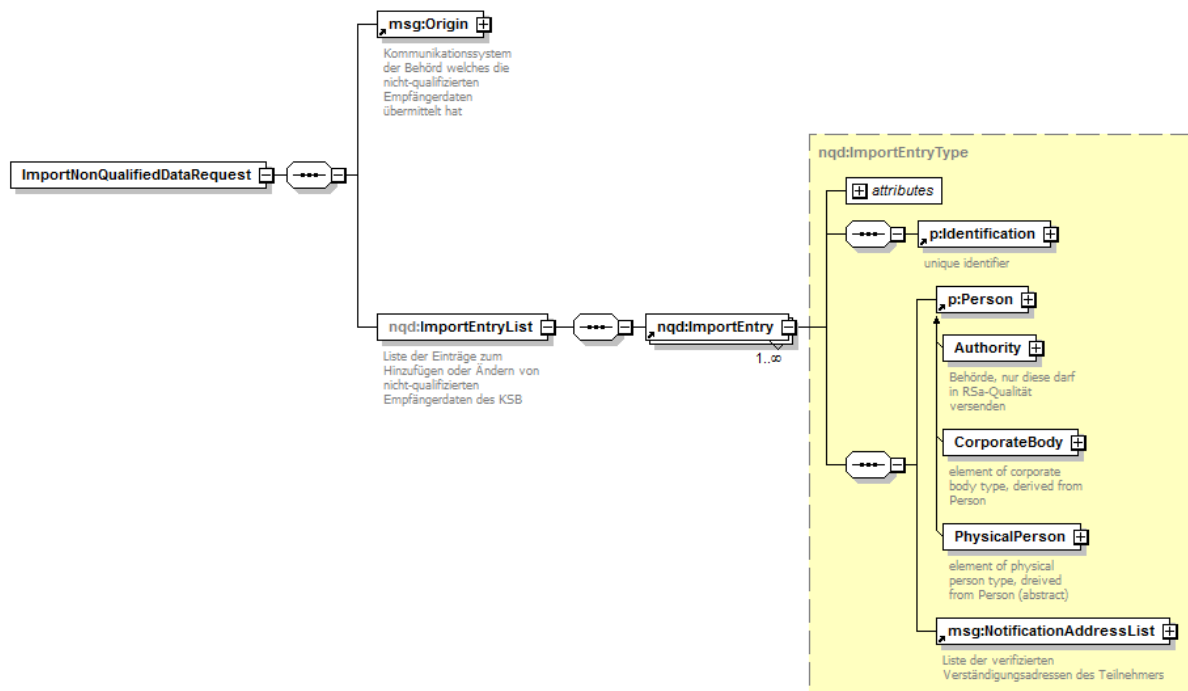 msg:Origin
Kommunikationssystem
der Behörd welches die
nicht-qualifizierten
Empfängerdaten
übermittelt hat
ImportNonQualifiedDataRequest
nqd:ImportEntryType
attributes
p:Identification
unique identifier
nqd:ImportEntryList
Liste der Einträge zum
Hinzufügen oder Ändern von
nicht-qualifizierten
Empfängerdaten des KSB
nqd:ImportEntry
1..∞
p:Person
Authority
Behörde, nur diese darf
in RSa-Qualität
versenden
CorporateBody
element of corporate
body type, derived from
Person
PhysicalPerson
element of physical
person type, dreived
from Person (abstract)
msg:NotificationAddressList
Liste der verifizierten
Verständigungsadressen des Teilnehmers